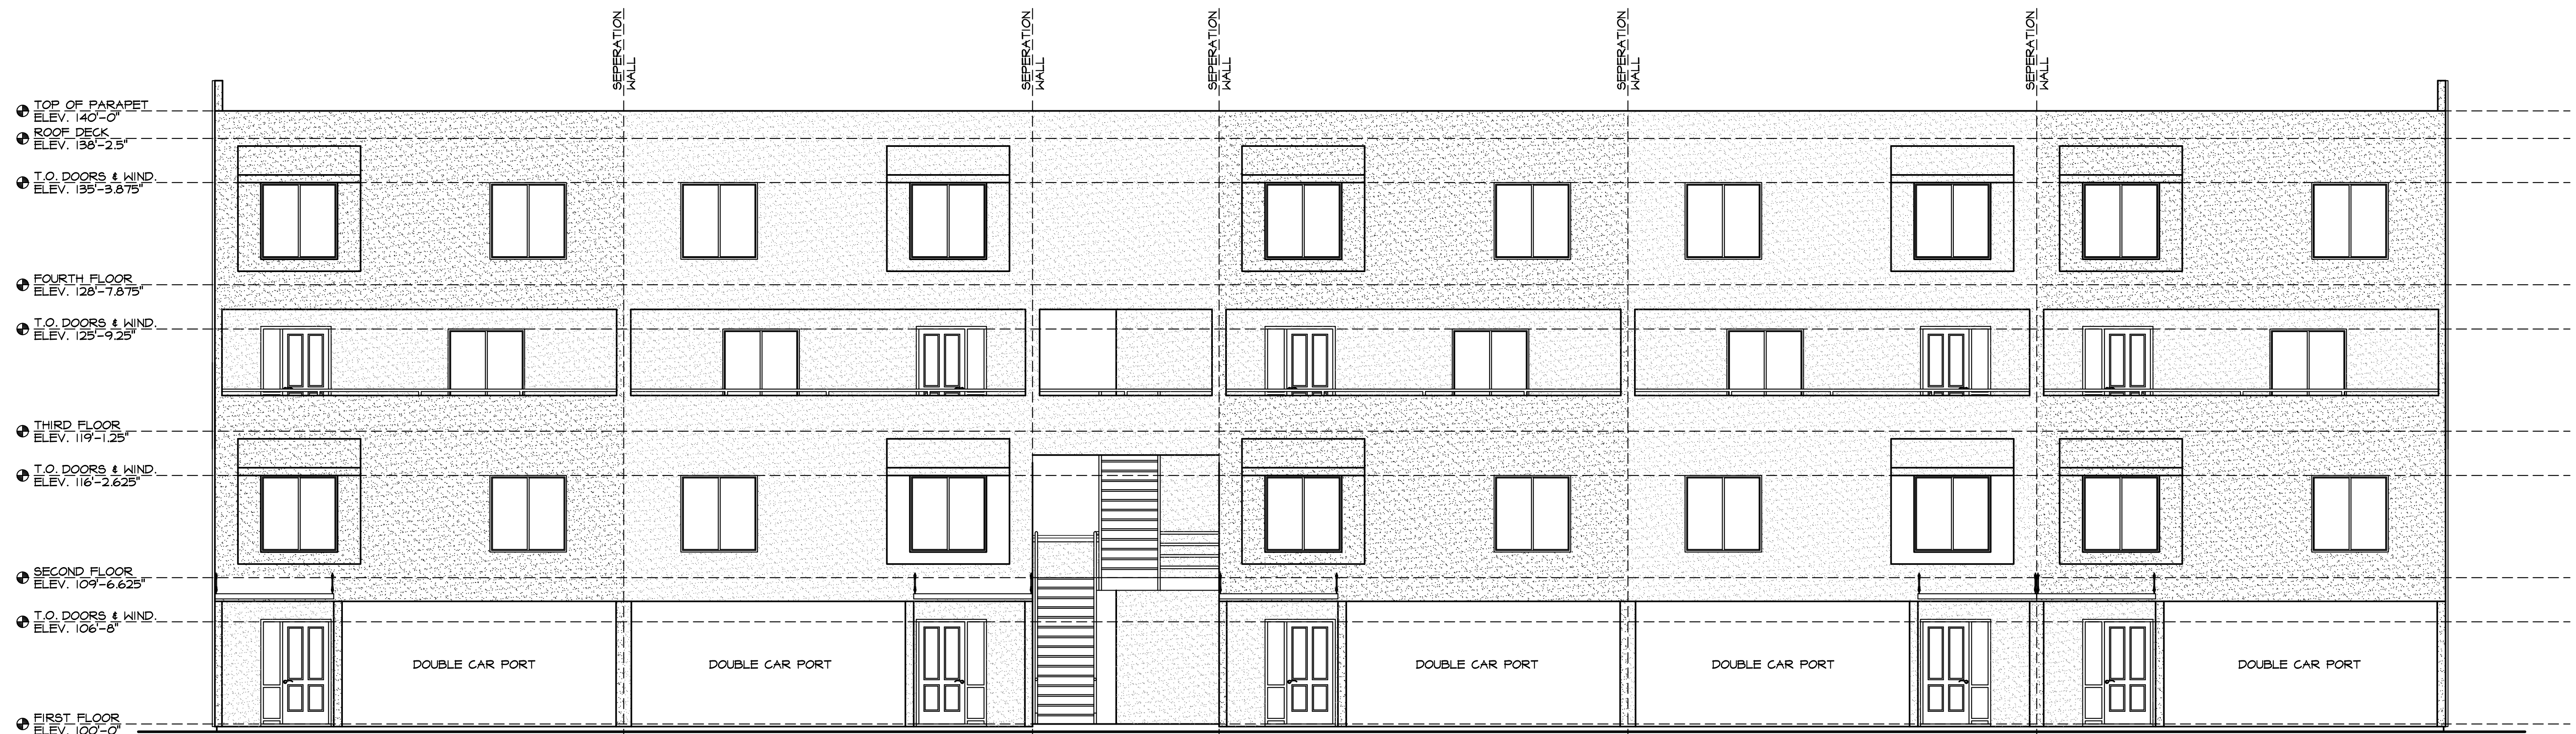 SEPERATION
WALL
SEPERATION
WALL
SEPERATION
WALL
SEPERATION
WALL
SEPERATION
WALL
TOP OF PARAPET
ELEV. 140'-0"
ROOF DECK
ELEV. 138'-2.5"
T.O. DOORS & WIND.
ELEV. 135'-3.875"
FOURTH FLOOR
ELEV. 128'-7.875"
T.O. DOORS & WIND.
ELEV. 125'-9.25"
THIRD FLOOR
ELEV. 119'-1.25"
T.O. DOORS & WIND.
ELEV. 116'-2.625"
SECOND FLOOR
ELEV. 109'-6.625"
T.O. DOORS & WIND.
ELEV. 106'-8"
DOUBLE CAR PORT
DOUBLE CAR PORT
DOUBLE CAR PORT
DOUBLE CAR PORT
DOUBLE CAR PORT
FIRST FLOOR
ELEV. 100'-0"